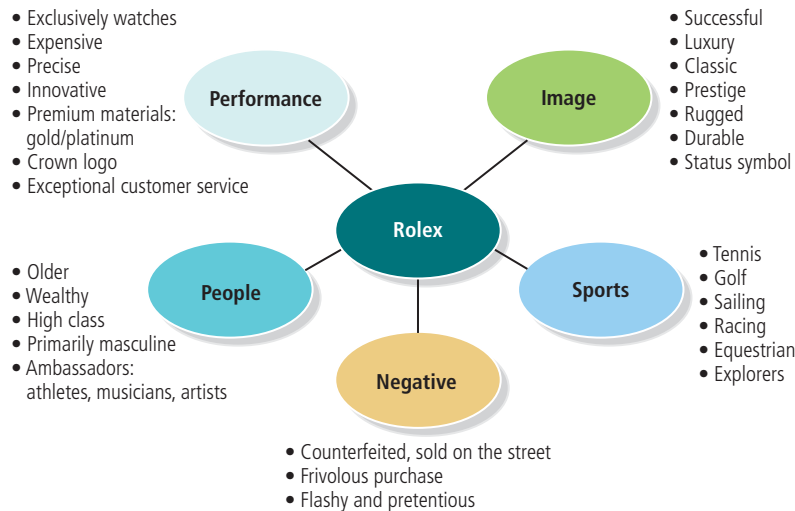 • Exclusively watches
• Expensive
• Precise
• Innovative
• Premium materials:
gold/platinum
• Crown logo
• Exceptional customer service
Performance
Image
• Successful
• Luxury
• Classic
• Prestige
• Rugged
• Durable
• Status symbol
Rolex
• Older
• Wealthy
• High class
• Primarily masculine
• Ambassadors:
athletes, musicians, artists
People
Sports
• Tennis
• Golf
• Sailing
• Racing
• Equestrian
• Explorers
Negative
• Counterfeited, sold on the street
• Frivolous purchase
• Flashy and pretentious